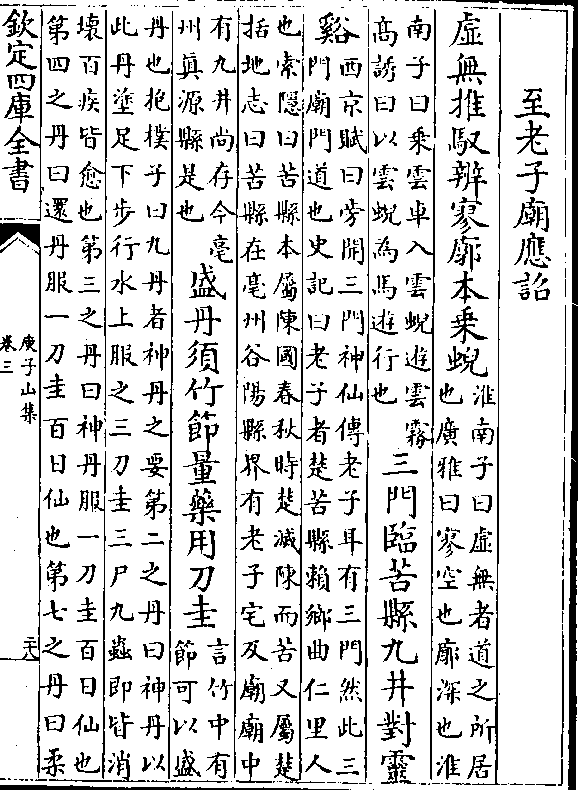 至老子廟應詔
虛無推馭辨寥廓本乘蜺
淮南子曰虛無者道之所居
也廣雅曰寥空也廓深也淮
南子曰乘雲車入雲蜺遊雲霧
高誘曰以雲蜺為馬遊行也
三門臨苦縣九井對靈
谿
西京賦曰旁開三門神仙傳老子耳有三門然此三
門廟門道也史記曰老子者楚苦縣賴鄉曲仁里人
也索隱曰苦縣本屬陳國春秋時楚滅陳而苦又屬楚
括地志曰苦縣在亳州谷陽縣界有老子宅及廟廟中
有九井尚存今亳
州真源縣是也
盛丹須竹節量藥用刀圭
言竹中有
節可以盛
丹也抱樸子曰九丹者神丹之要第二之丹曰神丹以
此丹塗足下步行水上服之三刀圭三尸九蟲即皆消
壞百疾皆愈也第三之丹曰神丹服一刀圭百日仙也
第四之丹曰還丹服一刀圭百日仙也第七之丹曰柔
欽定四庫全書
庾子山集
卷三